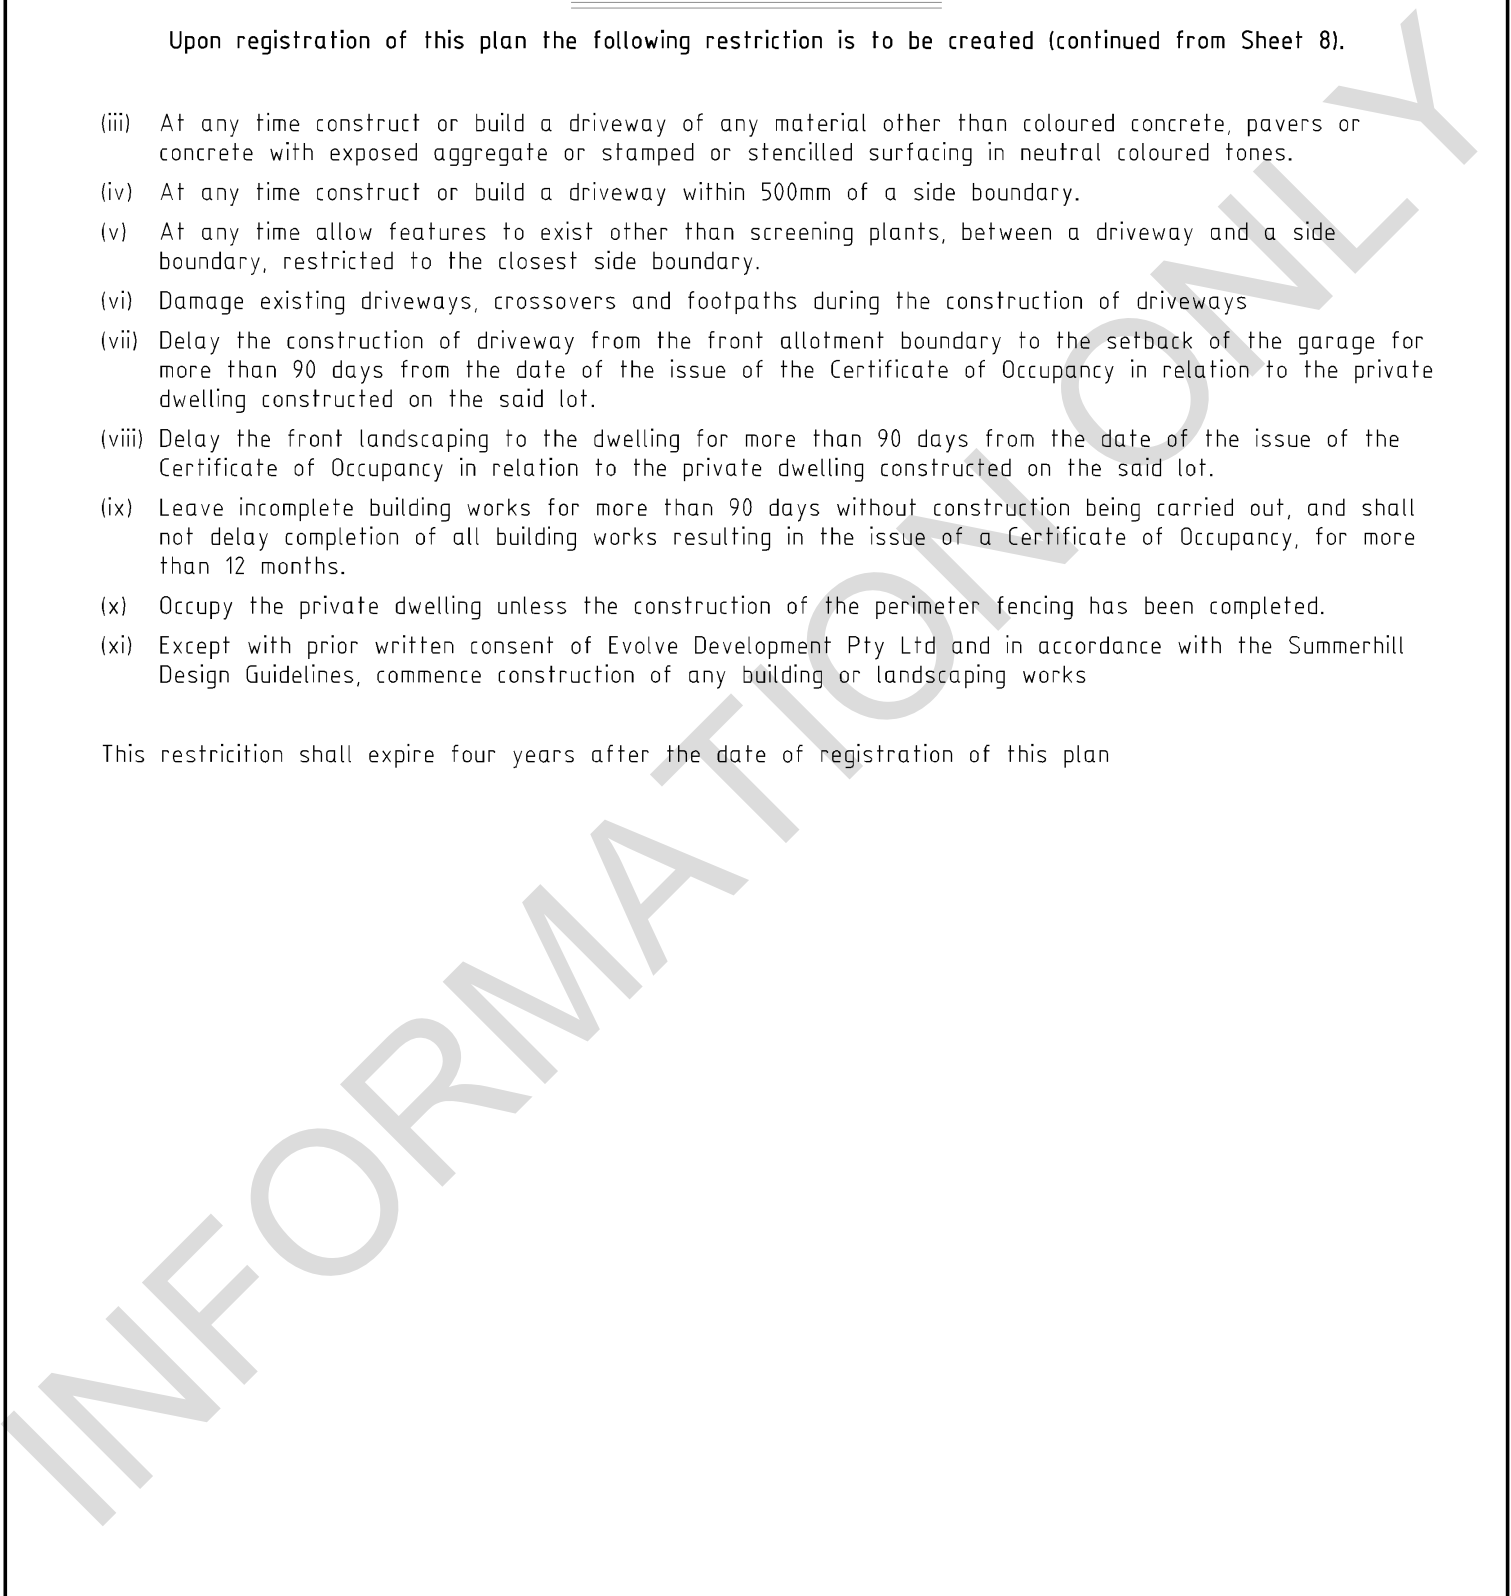 Upon registration of this plan the following restriction is to be created (continued from Sheet 8).
(iii) At any time construct or build a driveway of any material other than coloured concrete, pavers or
concrete with exposed aggregate or stamped or stencilled surfacing in neutral coloured tones.
(iv) At any time construct or build a driveway within 500mm of a side boundary.
(v) At any time allow features to exist other than screening plants, between a driveway and a side
boundary, restricted to the closest side boundary.
(vi) Damage existing driveways, crossovers and footpaths during the construction of driveways
(vii) Delay the construction of driveway from the front allotment boundary to the setback of the garage for
more than 90 days from the date of the issue of the Certificate of Occupancy in relation to the private
dwelling constructed on the said lot.
(viii) Delay the front landscaping to the dwelling for more than 90 days from the date of the issue of the
Certificate of Occupancy in relation to the private dwelling constructed on the said lot.
(ix) Leave incomplete building works for more than 90 days without construction being carried out, and shall
not delay completion of all building works resulting in the issue of a Certificate of Occupancy, for more
than 12 months.
(x) Occupy the private dwelling unless the construction of the perimeter fencing has been completed.
(xi) Except with prior written consent of Evolve Development Pty Ltd and in accordance with the Summerhill
Design Guidelines, commence construction of any building or landscaping works
This restricition shall expire four years after the date of registration of this plan
INFORMATION ONLY